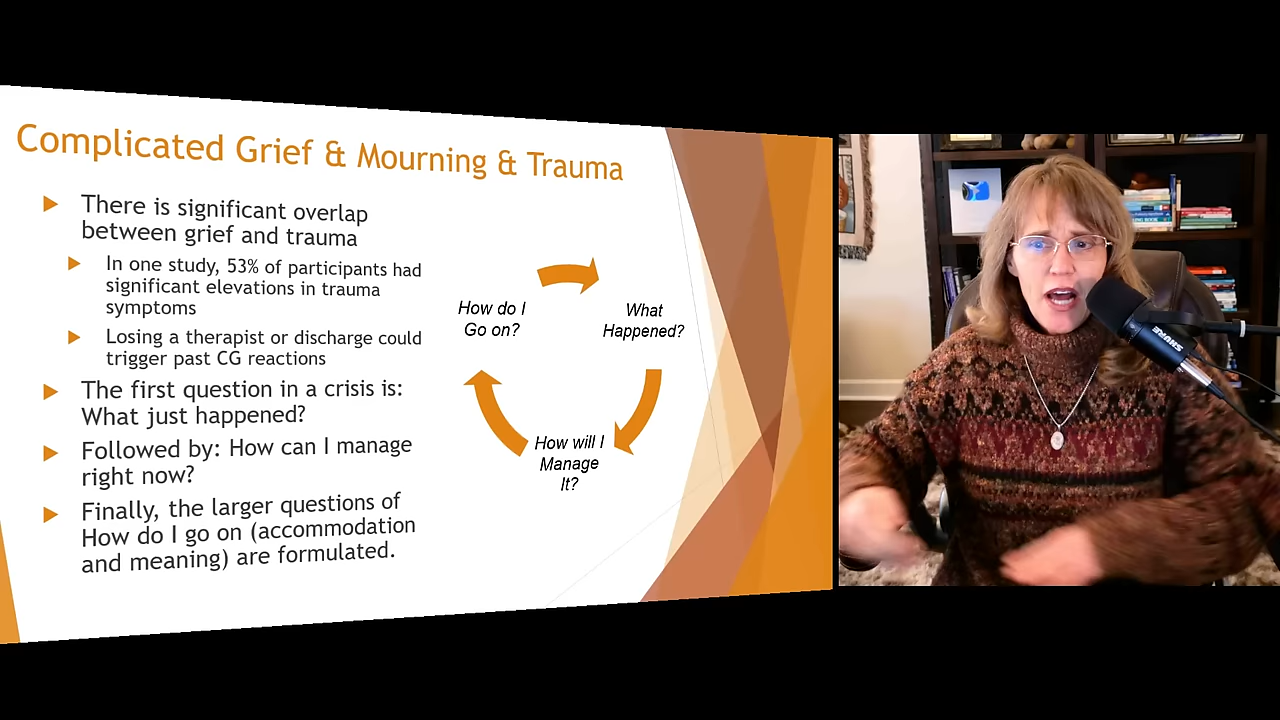 Complicated Grief & Mourning & Trauma
There is significant overlap
between grief and trauma
In one study, 53% of participants had
significant elevations in trauma
symptoms
Losing a therapist or discharge could
trigger past CG reactions
The first question in a crisis is:
What just happened?
Followed by: How can I manage
right now?
Finally, the larger questions of
How do I go on (accommodation
and meaning) are formulated.
How do I
Go on?
What
Happened?
How will I
Manage
It?
SHURE